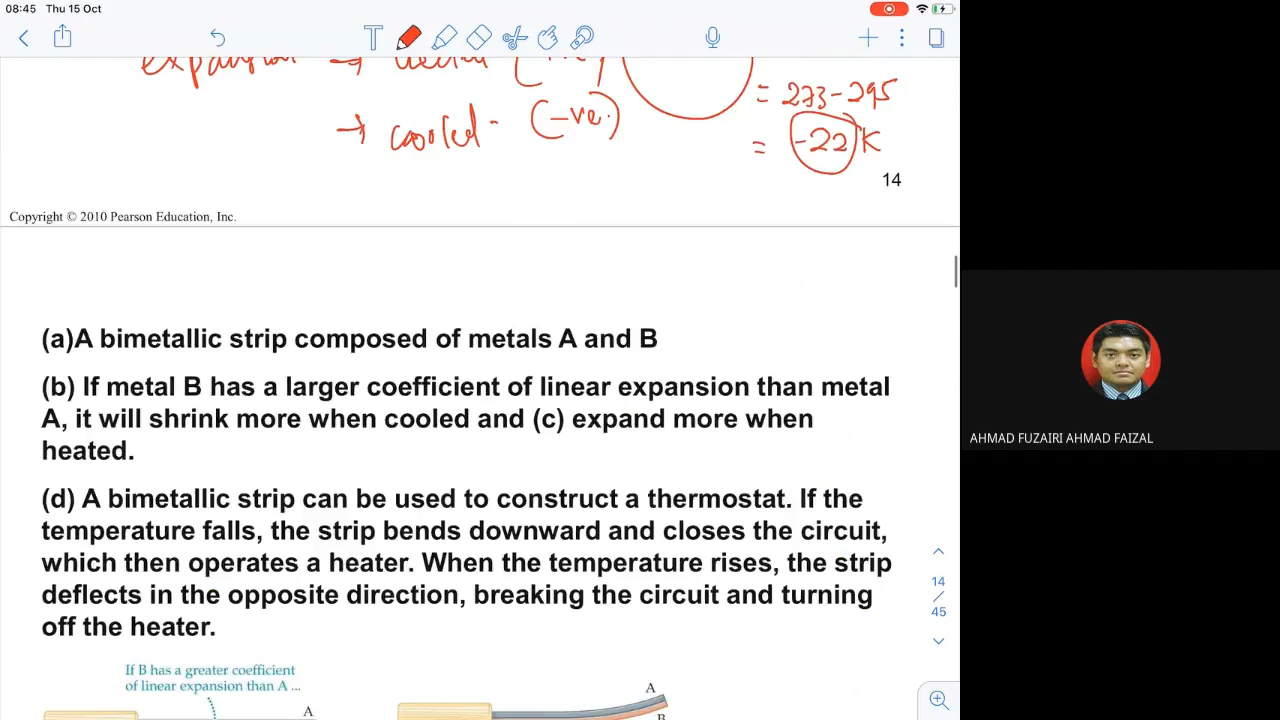 08:45 Thu 15 Oct
expansion → heated (+ve)
= 273-295
→ cooled (-ve)
= -22 K
14
Copyright © 2010 Pearson Education, Inc.
(a)A bimetallic strip composed of metals A and B
(b) If metal B has a larger coefficient of linear expansion than metal
A, it will shrink more when cooled and (c) expand more when
heated.
(d) A bimetallic strip can be used to construct a thermostat. If the
temperature falls, the strip bends downward and closes the circuit,
which then operates a heater. When the temperature rises, the strip
deflects in the opposite direction, breaking the circuit and turning
off the heater.
14
/
45
If B has a greater coefficient
of linear expansion than A ...
A
A
B
AHMAD FUZAIRI AHMAD FAIZAL